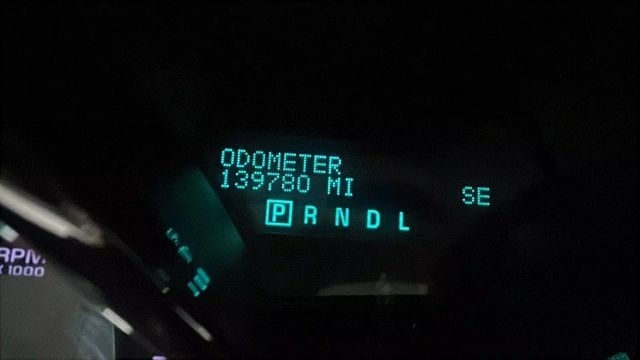 ODOMETER
139780 MI
SE
P R N D L
RPM
X 1000